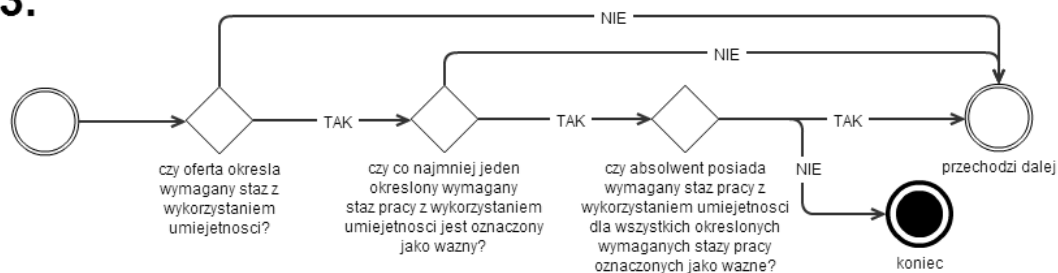 3.
NIE
NIE
TAK
TAK
TAK
NIE
czy oferta okresla
wymagany staz z
wykorzystaniem
umiejetnosci?
czy co najmniej jeden
okreslony wymagany
staz pracy z wykorzystaniem
umiejetnosci jest oznaczony
jako wazny?
czy absolwent posiada
wymagany staz pracy z
wykorzystaniem umiejetnosci
dla wszystkich okreslonych
wymaganych stazy pracy
oznaczonych jako wazne?
przechodzi dalej
koniec